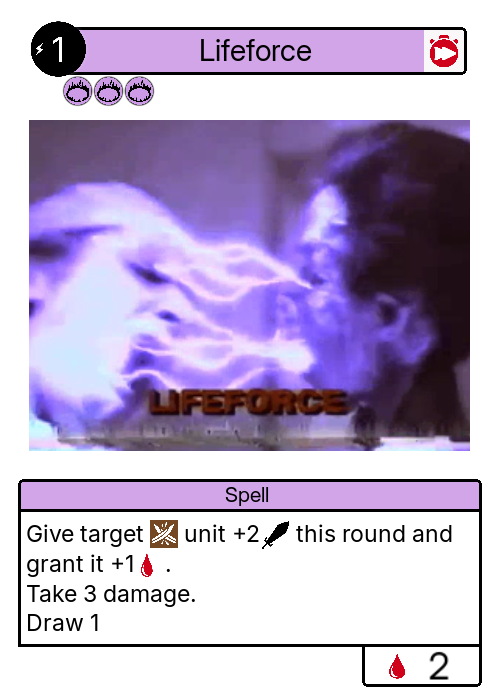 1
Lifeforce
LIFEFORCE
Spell
Give target unit +2 this round and
grant it +1 .
Take 3 damage.
Draw 1
2